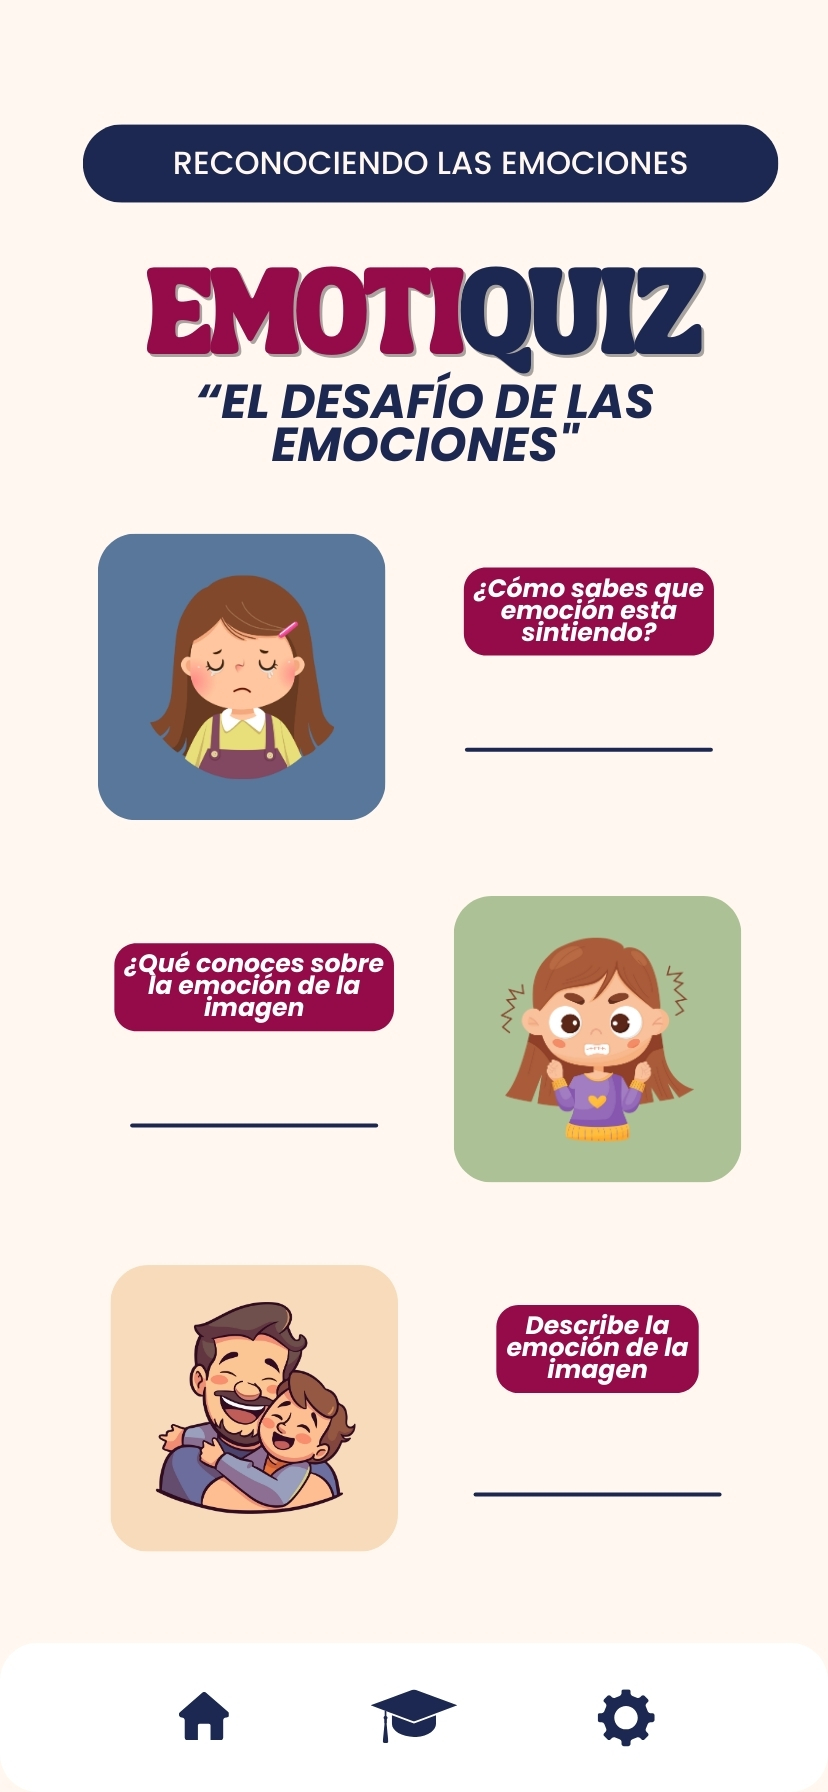 RECONOCIENDO LAS EMOCIONES
EMOTIQUIZ
“EL DESAFÍO DE LAS
EMOCIONES"
¿Cómo sabes que
emoción esta
sintiendo?
¿Qué conoces sobre
la emoción de la
imagen
Describe la
emoción de la
imagen